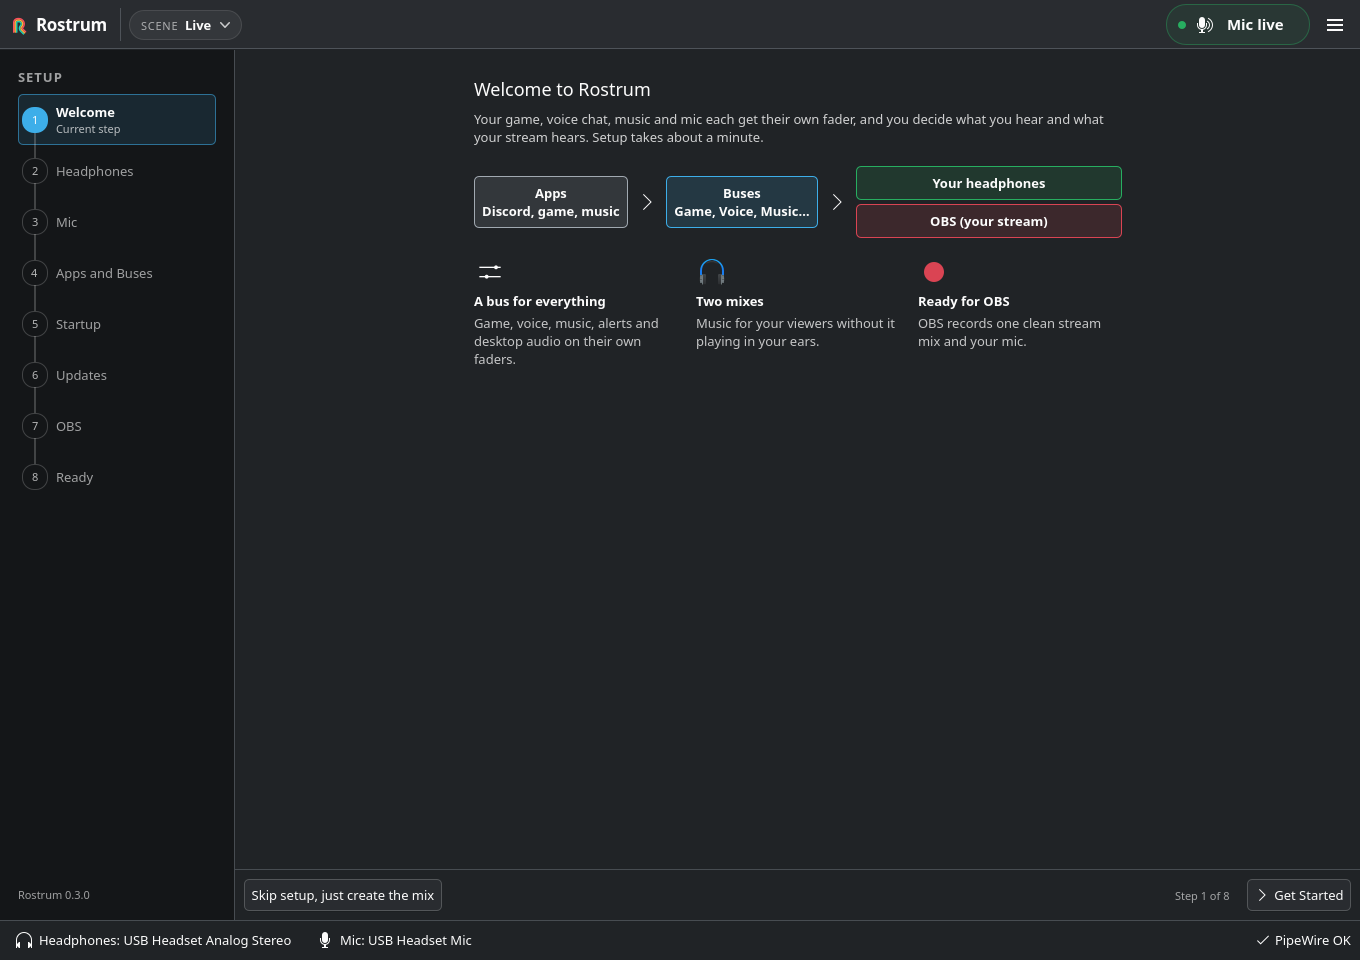 Rostrum
SCENE Live
Mic live
SETUP
1 Welcome
Current step
2 Headphones
3 Mic
4 Apps and Buses
5 Startup
6 Updates
7 OBS
8 Ready
Rostrum 0.3.0
Welcome to Rostrum
Your game, voice chat, music and mic each get their own fader, and you decide what you hear and what
your stream hears. Setup takes about a minute.
Apps
Discord, game, music
Buses
Game, Voice, Music...
Your headphones
OBS (your stream)
A bus for everything
Game, voice, music, alerts and
desktop audio on their own
faders.
Two mixes
Music for your viewers without it
playing in your ears.
Ready for OBS
OBS records one clean stream
mix and your mic.
Skip setup, just create the mix
Step 1 of 8
Get Started
Headphones: USB Headset Analog Stereo
Mic: USB Headset Mic
PipeWire OK